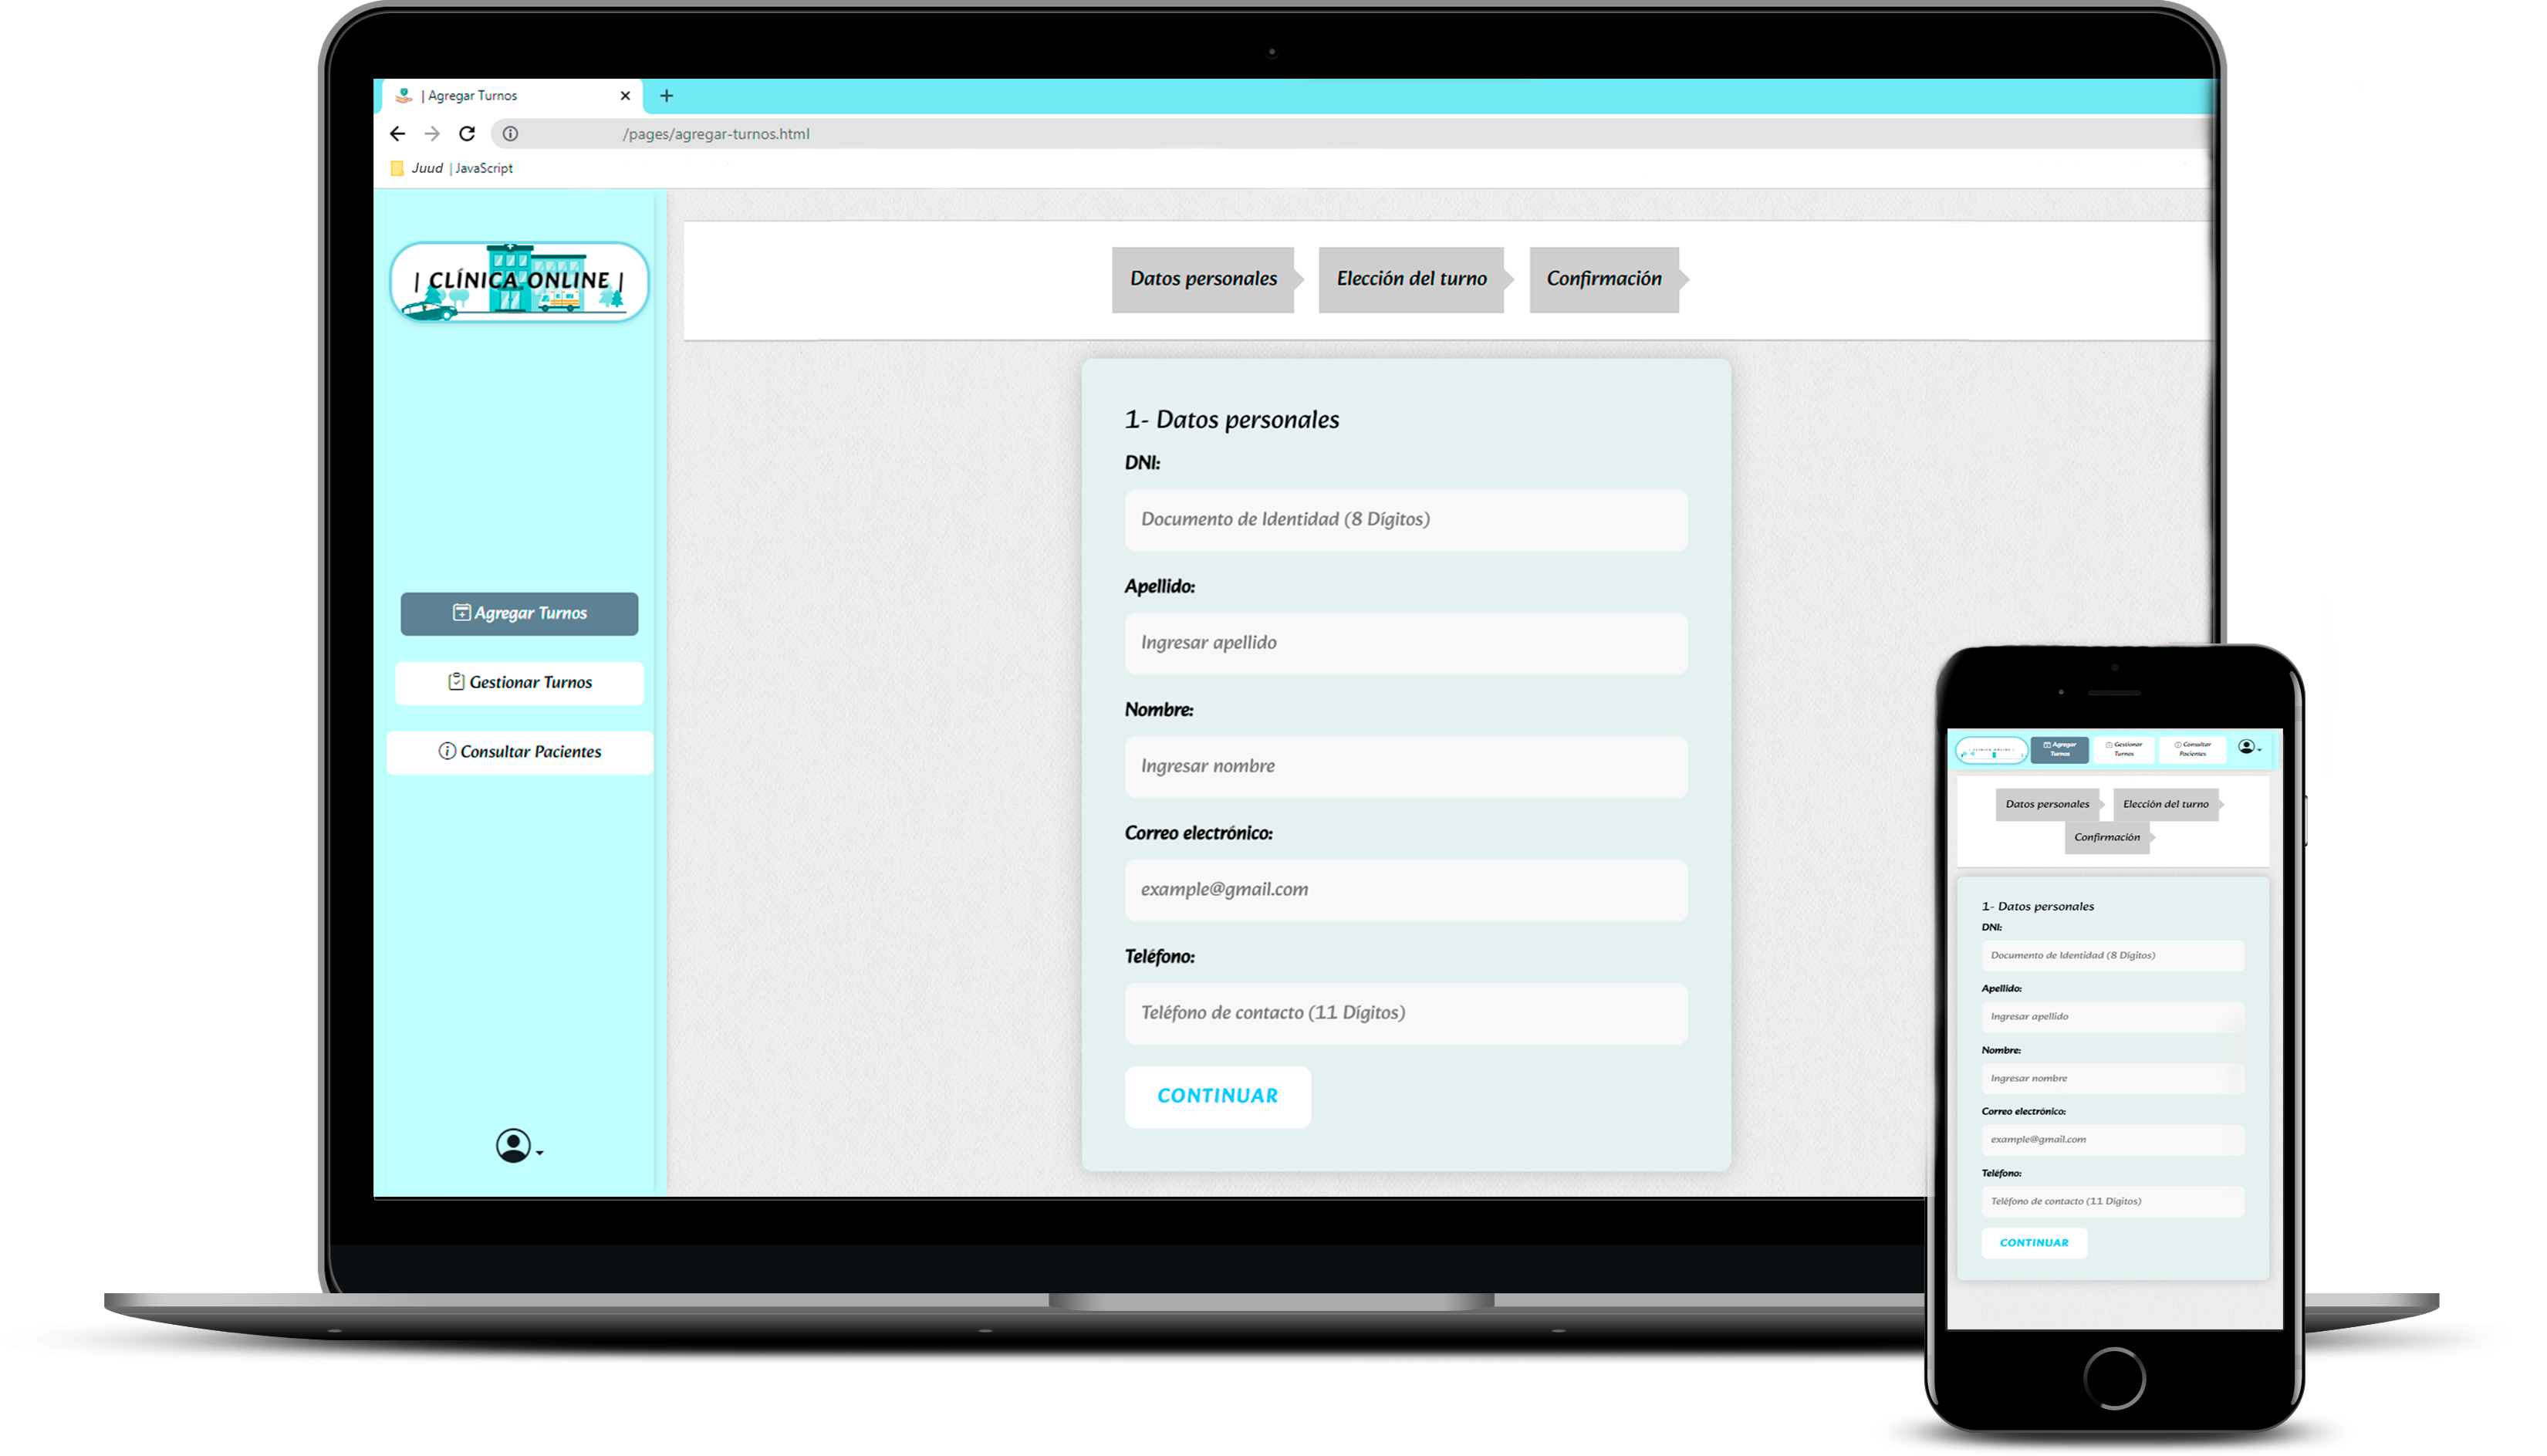 | Agregar Turnos
/pages/agregar-turnos.html
Juud | JavaScript
| CLÍNICA ONLINE |
Agregar Turnos
Gestionar Turnos
Consultar Pacientes
Datos personales
Elección del turno
Confirmación
1- Datos personales
DNI:
Documento de Identidad (8 Dígitos)
Apellido:
Ingresar apellido
Nombre:
Ingresar nombre
Correo electrónico:
example@gmail.com
Teléfono:
Teléfono de contacto (11 Dígitos)
CONTINUAR
| CLÍNICA ONLINE |
Agregar
Turnos
Gestionar
Turnos
Consultar
Pacientes
Datos personales
Elección del turno
Confirmación
1- Datos personales
DNI:
Documento de Identidad (8 Dígitos)
Apellido:
Ingresar apellido
Nombre:
Ingresar nombre
Correo electrónico:
example@gmail.com
Teléfono:
Teléfono de contacto (11 Dígitos)
CONTINUAR